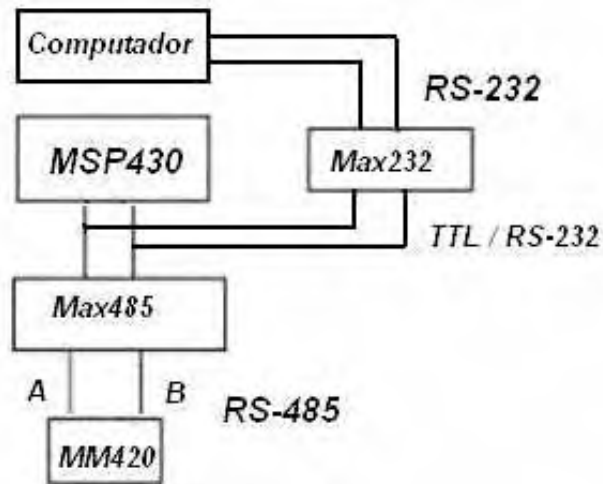 Computador
RS-232
MSP430
Max232
TTL / RS-232
Max485
A B
RS-485
MM420